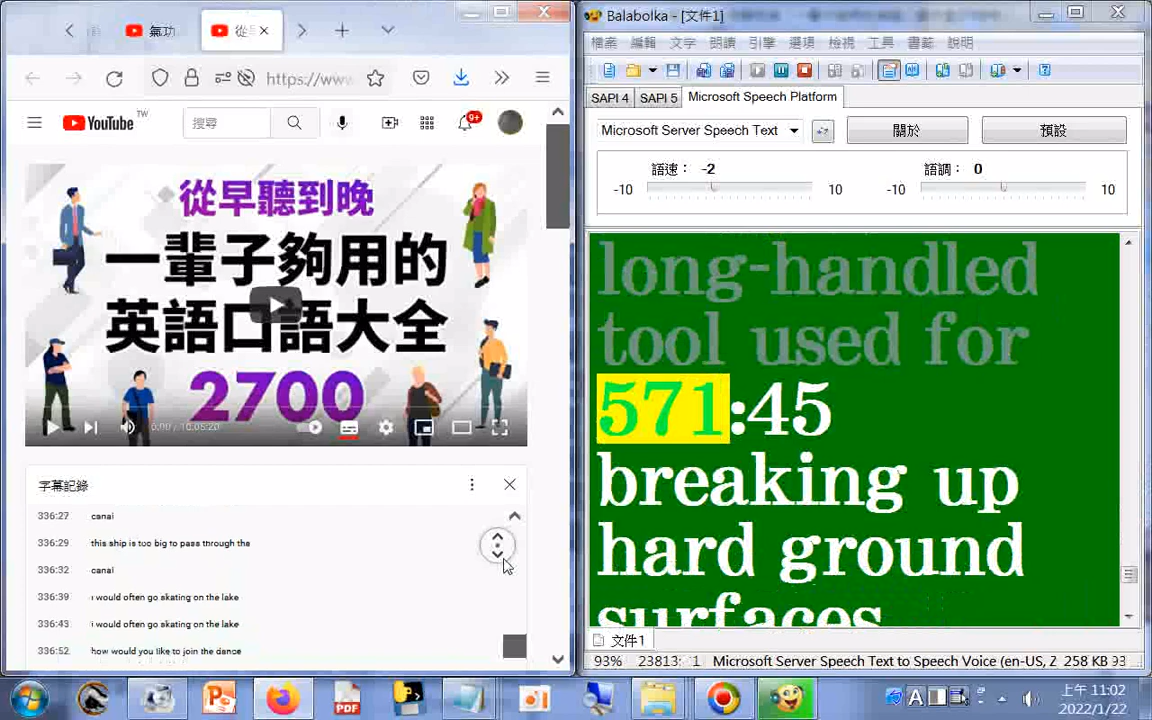 氣功
從
https://www.
YouTube TW
搜尋
9+
從早聽到晚
一輩子夠用的
英語口語大全
2700
0:00 / 10:05:20
字幕記錄
336:27 canal
336:29 this ship is too big to pass through the
336:32 canal
336:39 i would often go skating on the lake
336:43 i would often go skating on the lake
336:52 how would you like to join the dance
Balabolka - [文件1]
檔案 編輯 文字 朗讀 引擎 選項 檢視 工具 書籤 說明
SAPI 4 SAPI 5 Microsoft Speech Platform
Microsoft Server Speech Text 關於 預設
語速： -2 語調： 0
-10 10 -10 10
long-handled
tool used for
571:45
breaking up
hard ground
surfaces
文件1
93% 23813: 1 Microsoft Server Speech Text to Speech Voice (en-US, Z 258 KB 93
PDF
A
上午 11:02
2022/1/22